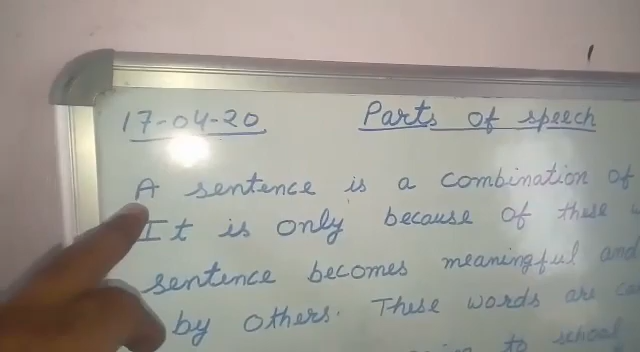 17-04-20 Parts of speech
A sentence is a combination of
It is only because of these
sentence becomes meaningful and
by others. These words are
to school